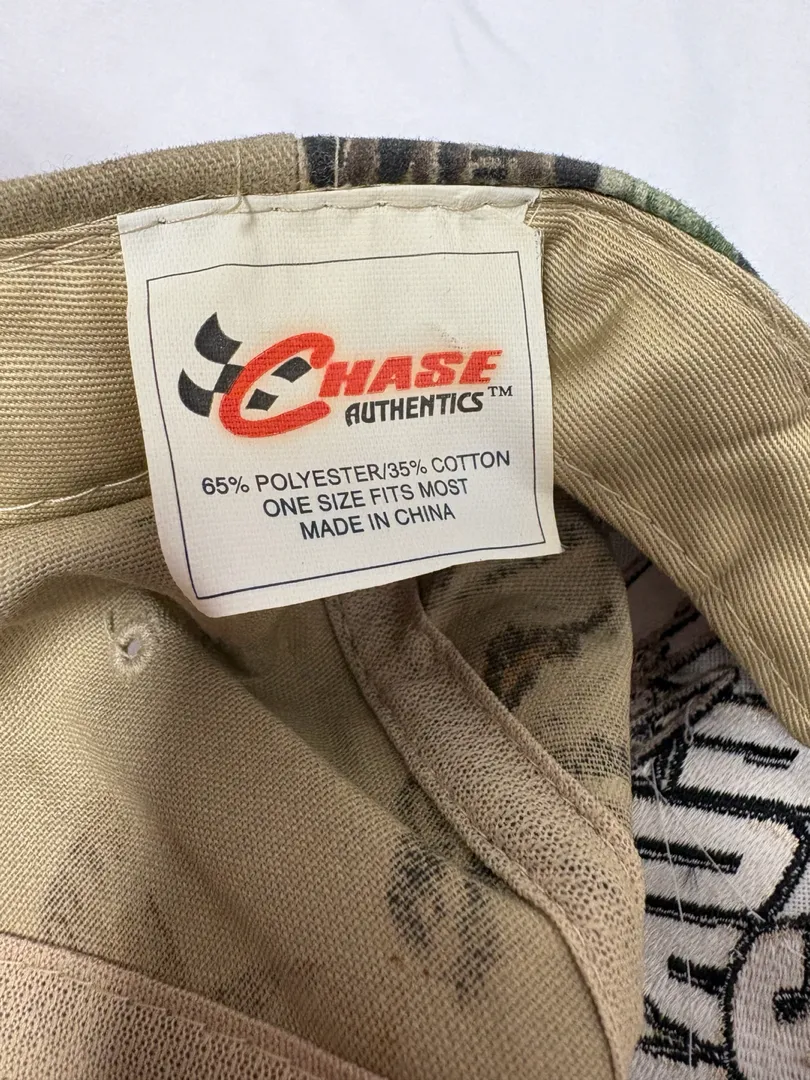 CHASE
AUTHENTICS™
65% POLYESTER/35% COTTON
ONE SIZE FITS MOST
MADE IN CHINA